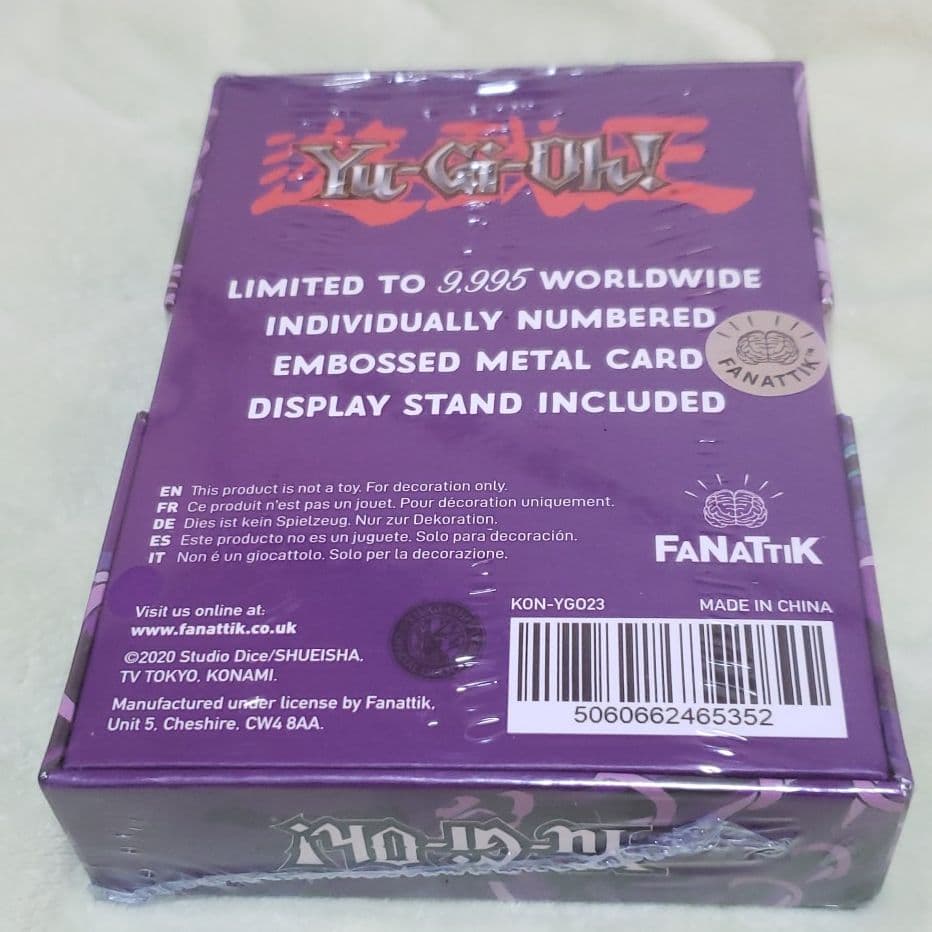 遊戯王
Yu-Gi-Oh!
LIMITED TO 9,995 WORLDWIDE
INDIVIDUALLY NUMBERED
EMBOSSED METAL CARD
DISPLAY STAND INCLUDED
FANATTIK™
EN This product is not a toy. For decoration only.
FR Ce produit n'est pas un jouet. Pour décoration uniquement.
DE Dies ist kein Spielzeug. Nur zur Dekoration.
ES Este producto no es un juguete. Solo para decoración.
IT Non é un giocattolo. Solo per la decorazione.
FANATTIK
Visit us online at:
www.fanattik.co.uk
©2020 Studio Dice/SHUEISHA,
TV TOKYO, KONAMI.
Manufactured under license by Fanattik,
Unit 5, Cheshire, CW4 8AA.
KON-YGO23 MADE IN CHINA
5060662465352
Yu-Gi-Oh!